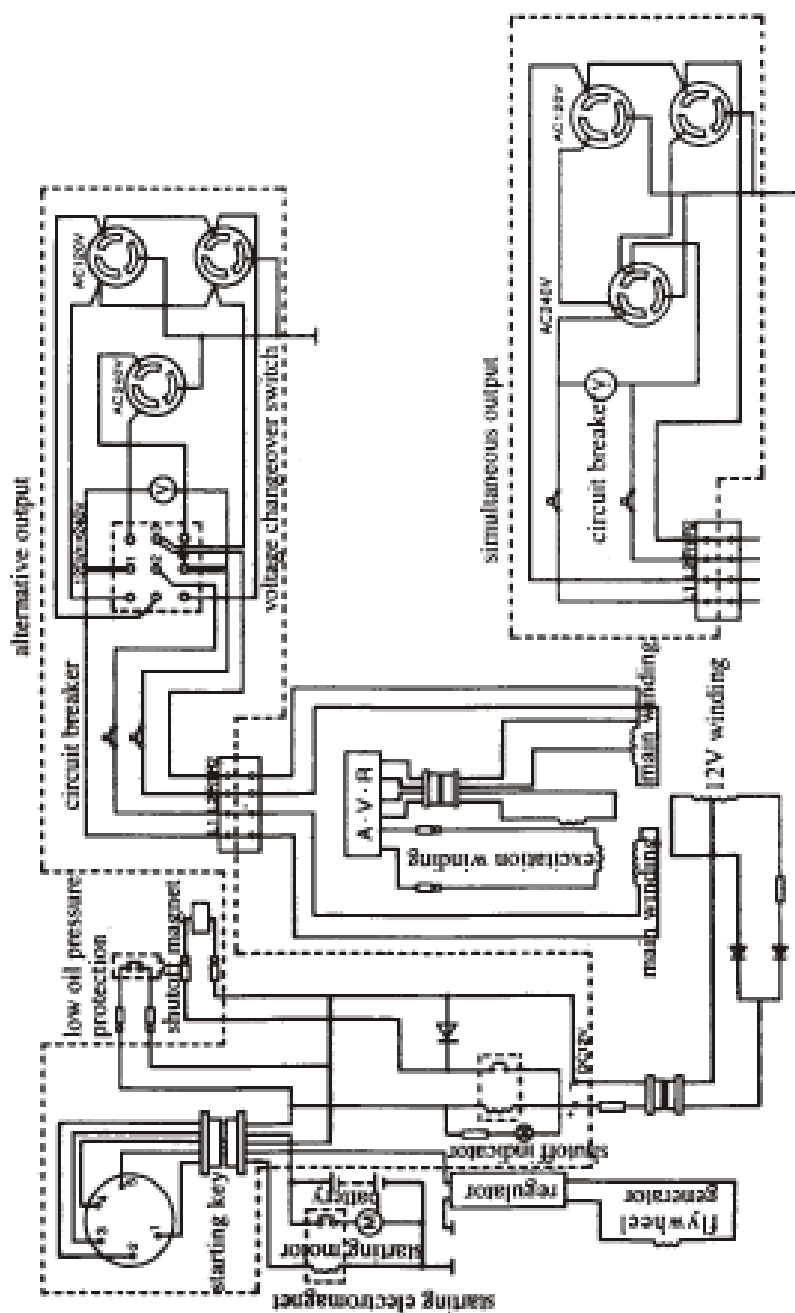 alternative output
AC120V
AC240V
voltage changeover switch
V
circuit breaker
simultaneous output
AC120V
AC240V
V
circuit breake
A·V·R
excitation winding
main winding
main winding
12V winding
low oil pressure
protection
shutoff magnet
starting key
shutoff indicator
battery
starting motor
starting electromagnet
regulator
flywheel
generator